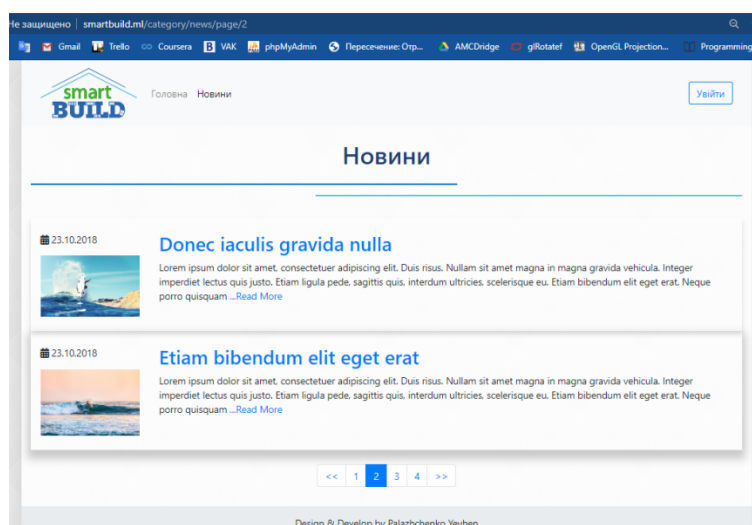 Не защищено | smartbuild.ml/category/news/page/2
Gmail Trello Coursera B VAK phpMyAdmin Пересечение: Отр... AMCDridge glRotatef OpenGL Projection... Programming
smart
BUILD
Головна Новини
Увійти
Новини
23.10.2018
Donec iaculis gravida nulla
Lorem ipsum dolor sit amet, consectetuer adipiscing elit. Duis risus. Nullam sit amet magna in magna gravida vehicula. Integer
imperdiet lectus quis justo. Etiam ligula pede, sagittis quis, interdum ultricies, scelerisque eu. Etiam bibendum elit eget erat. Neque
porro quisquam ...Read More
23.10.2018
Etiam bibendum elit eget erat
Lorem ipsum dolor sit amet, consectetuer adipiscing elit. Duis risus. Nullam sit amet magna in magna gravida vehicula. Integer
imperdiet lectus quis justo. Etiam ligula pede, sagittis quis, interdum ultricies, scelerisque eu. Etiam bibendum elit eget erat. Neque
porro quisquam ...Read More
<< 1 2 3 4 >>
Design & Develop by Palazhchenko Yevhen